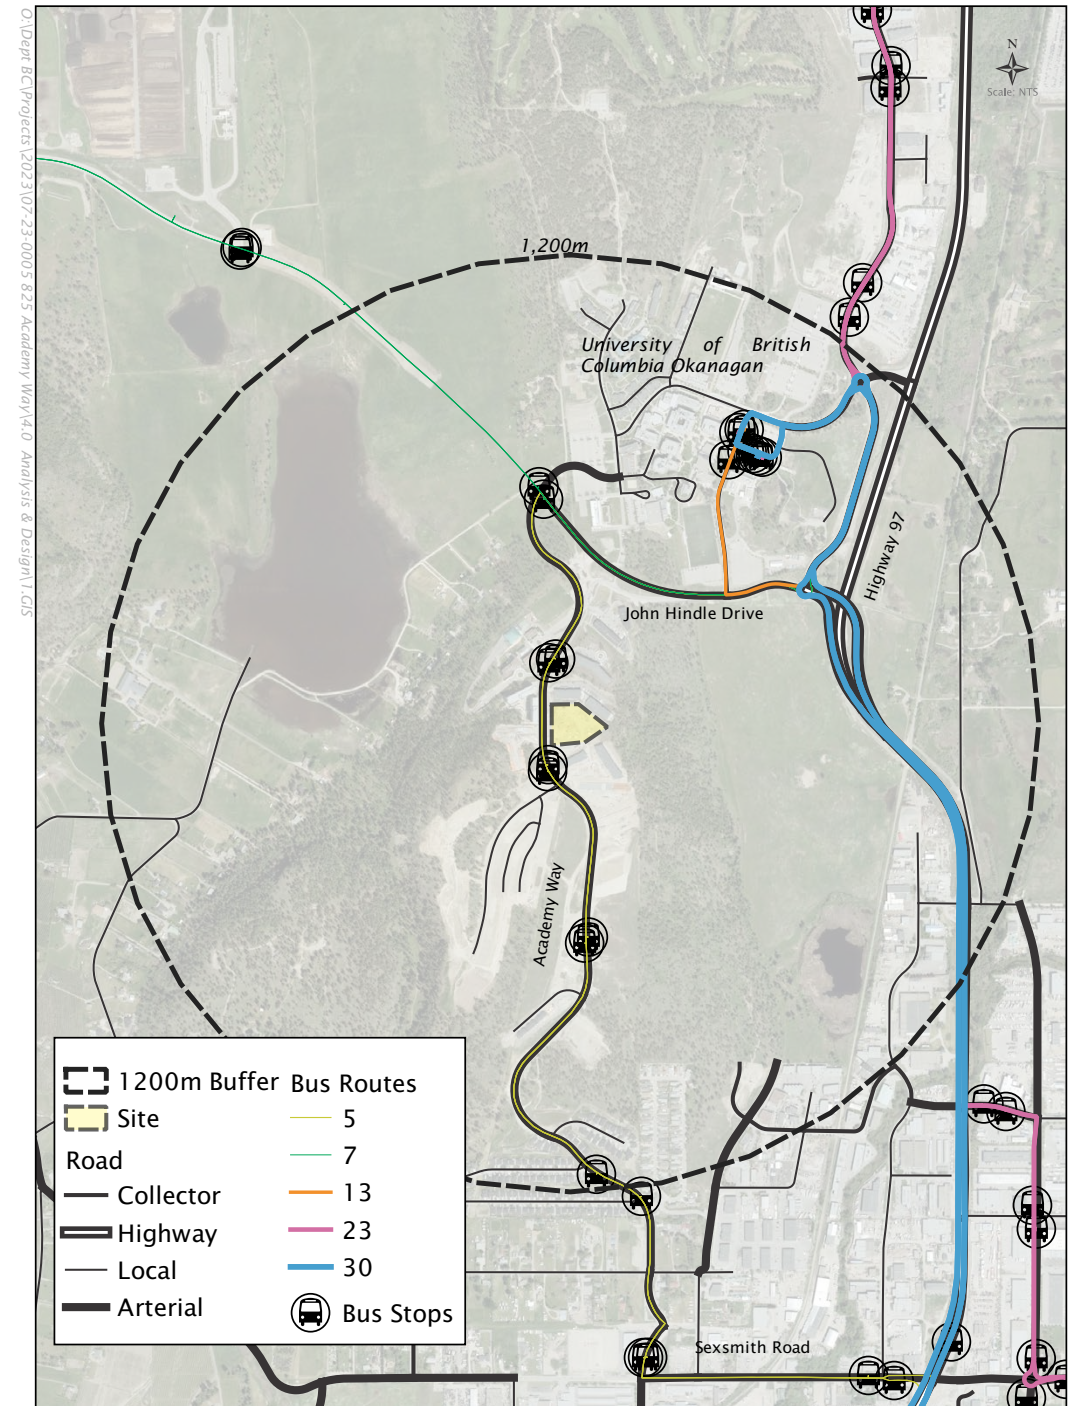 O:\Dept BC\Projects\2023\07-23-0005 825 Academy Way\4.0 Analysis & Design\1.GIS
N
Scale: NTS
1,200m
University of British
Columbia Okanagan
Highway 97
John Hindle Drive
Academy Way
Sexsmith Road
1200m Buffer
Site
Road
Collector
Highway
Local
Arterial
Bus Routes
5
7
13
23
30
Bus Stops